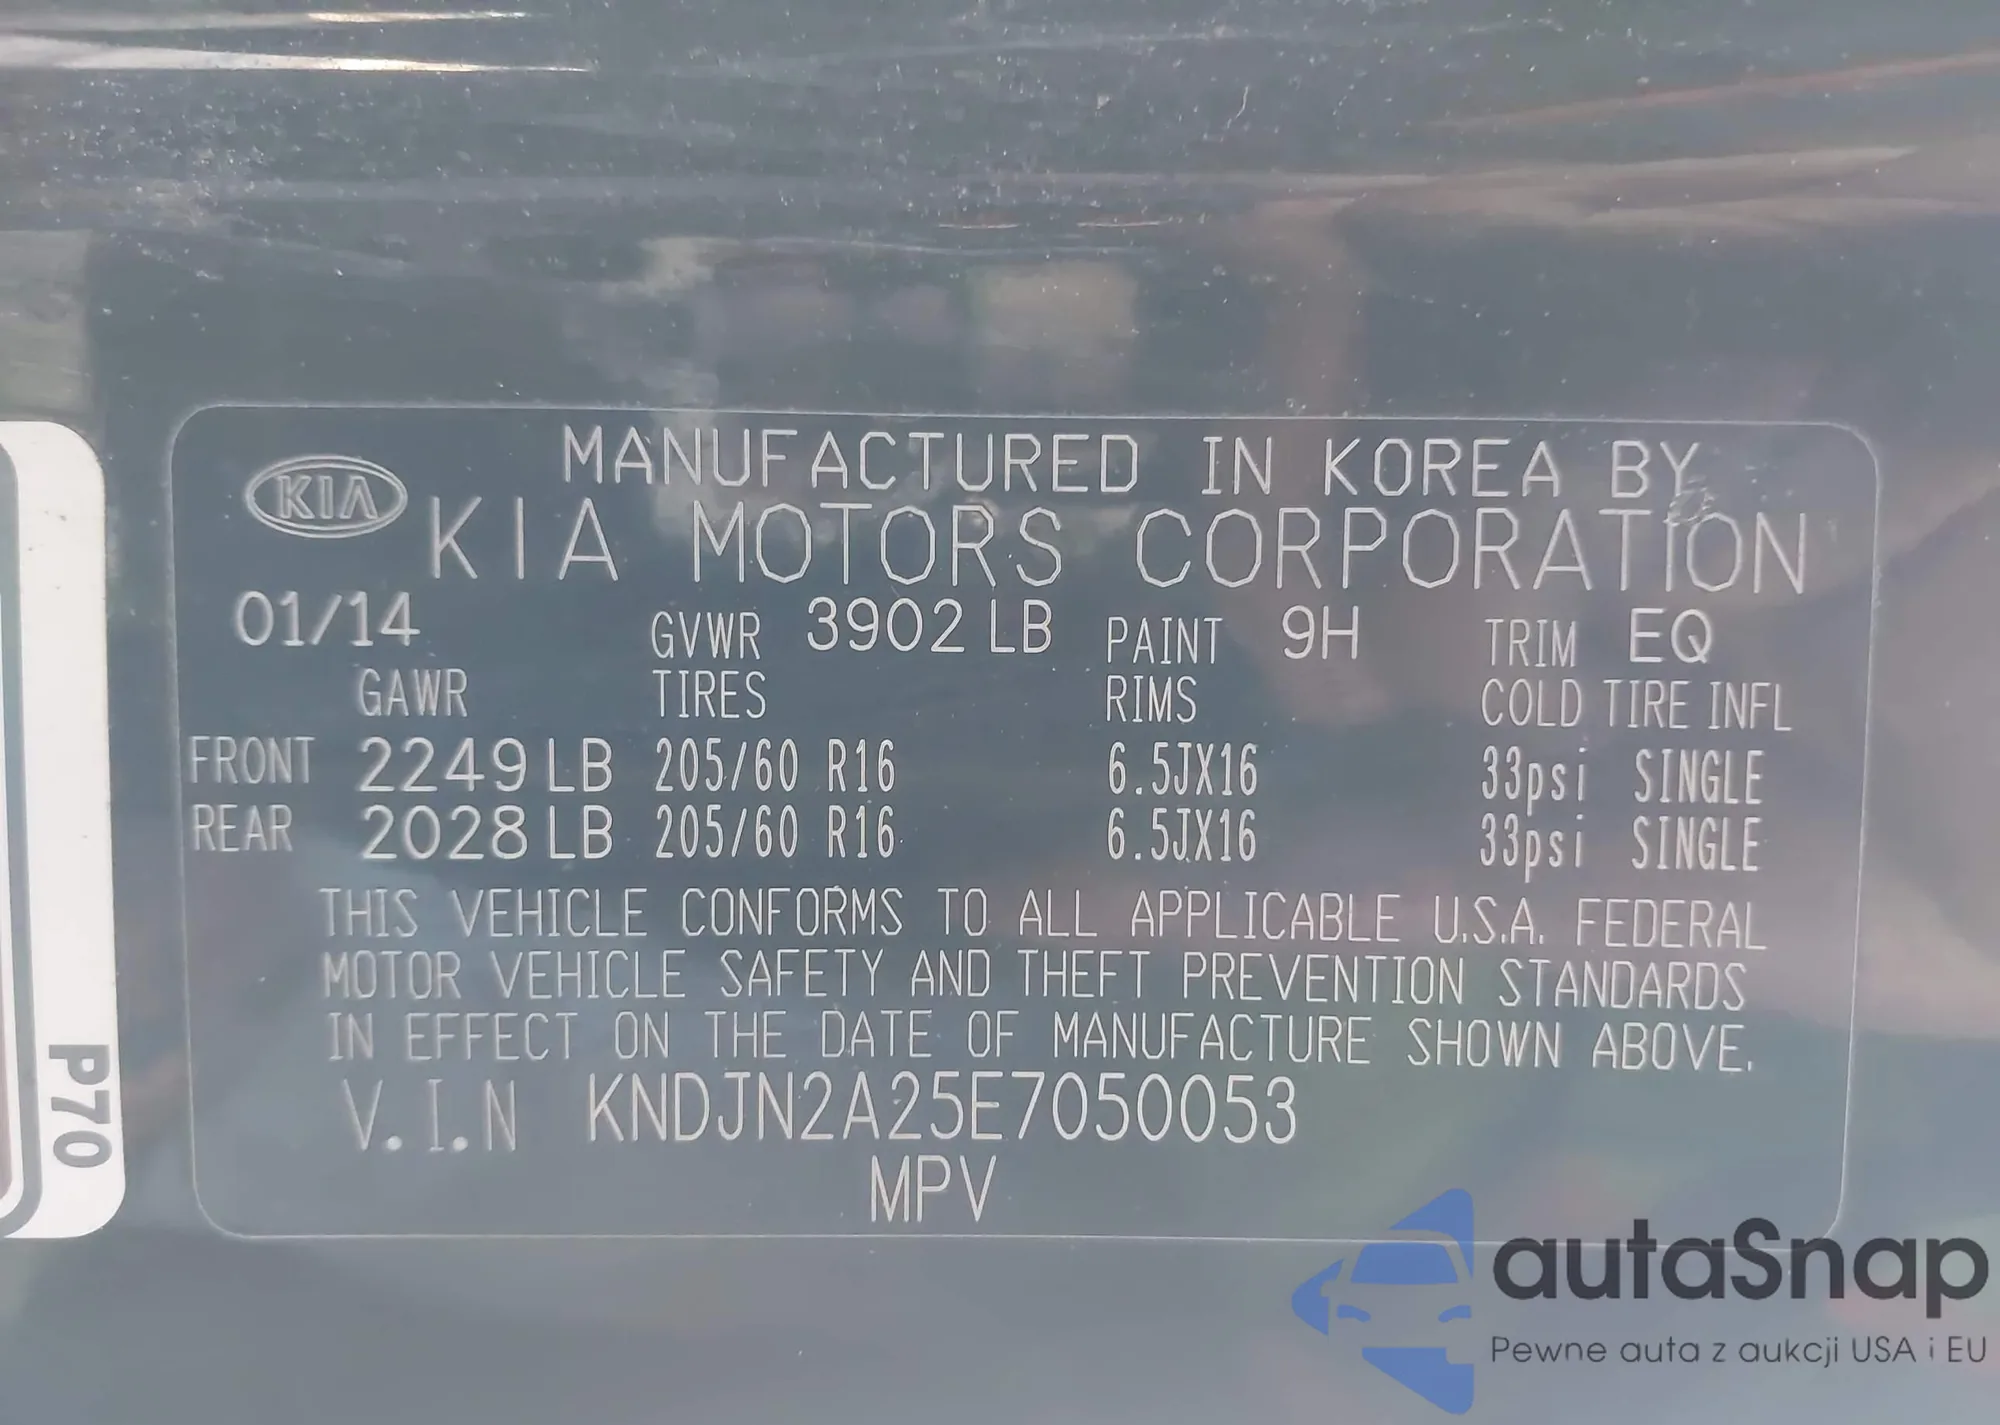 MANUFACTURED IN KOREA BY
KIA KIA MOTORS CORPORATION
01/14 GVWR 3902 LB PAINT 9H TRIM EQ
GAWR TIRES RIMS COLD TIRE INFL
FRONT 2249 LB 205/60 R16 6.5JX16 33psi SINGLE
REAR 2028 LB 205/60 R16 6.5JX16 33psi SINGLE
THIS VEHICLE CONFORMS TO ALL APPLICABLE U.S.A. FEDERAL
MOTOR VEHICLE SAFETY AND THEFT PREVENTION STANDARDS
IN EFFECT ON THE DATE OF MANUFACTURE SHOWN ABOVE.
V.I.N KNDJN2A25E7050053
MPV
P70
autaSnap
Pewne auta z aukcji USA i EU